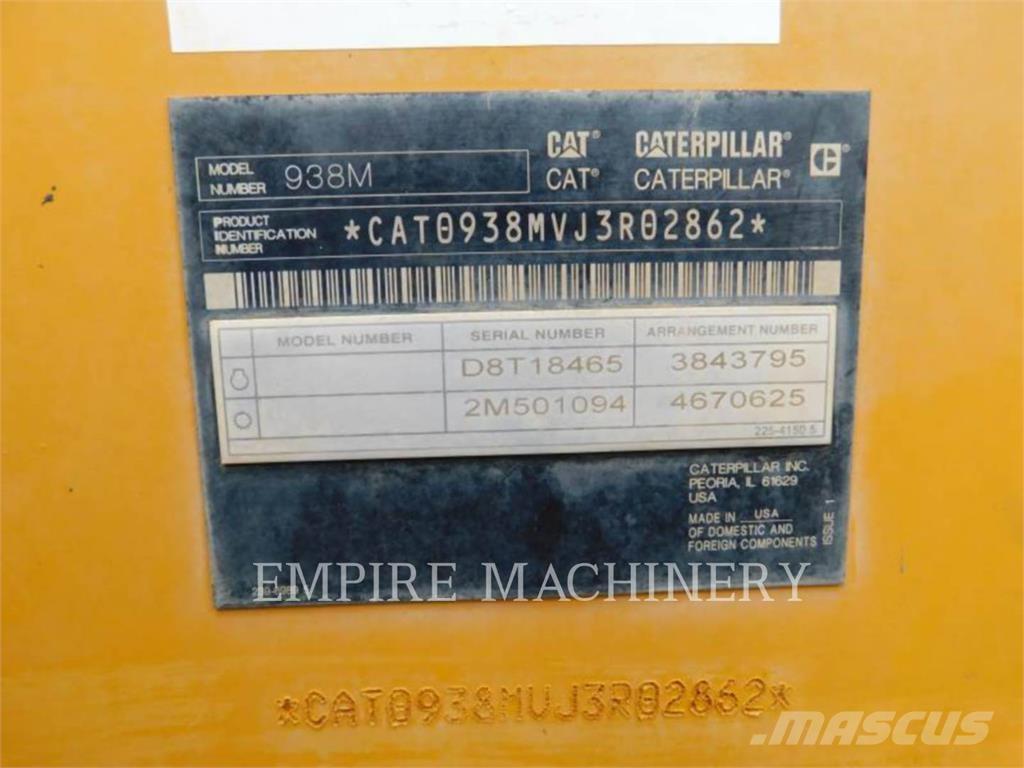 CAT® CATERPILLAR®
MODEL NUMBER 938M
CAT® CATERPILLAR®
PRODUCT IDENTIFICATION NUMBER *CAT0938MVJ3R02862*
MODEL NUMBER SERIAL NUMBER ARRANGEMENT NUMBER
D8T18465 3843795
2M501094 4670625
225-4150 5
CATERPILLAR INC.
PEORIA, IL 61629
USA
MADE IN USA
OF DOMESTIC AND
FOREIGN COMPONENTS
ISSUE 1
EMPIRE MACHINERY
*CAT0938MVJ3R02862*
MASCUS